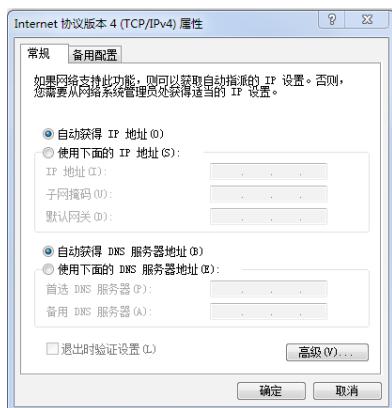 Internet 协议版本 4 (TCP/IPv4) 属性
常规
备用配置
如果网络支持此功能，则可以获取自动指派的 IP 设置。否则，
您需要从网络系统管理员处获得适当的 IP 设置。
自动获得 IP 地址(O)
使用下面的 IP 地址(S):
IP 地址(I):
子网掩码(U):
默认网关(D):
自动获得 DNS 服务器地址(B)
使用下面的 DNS 服务器地址(E):
首选 DNS 服务器(P):
备用 DNS 服务器(A):
退出时验证设置(L)
高级(V)...
确定
取消